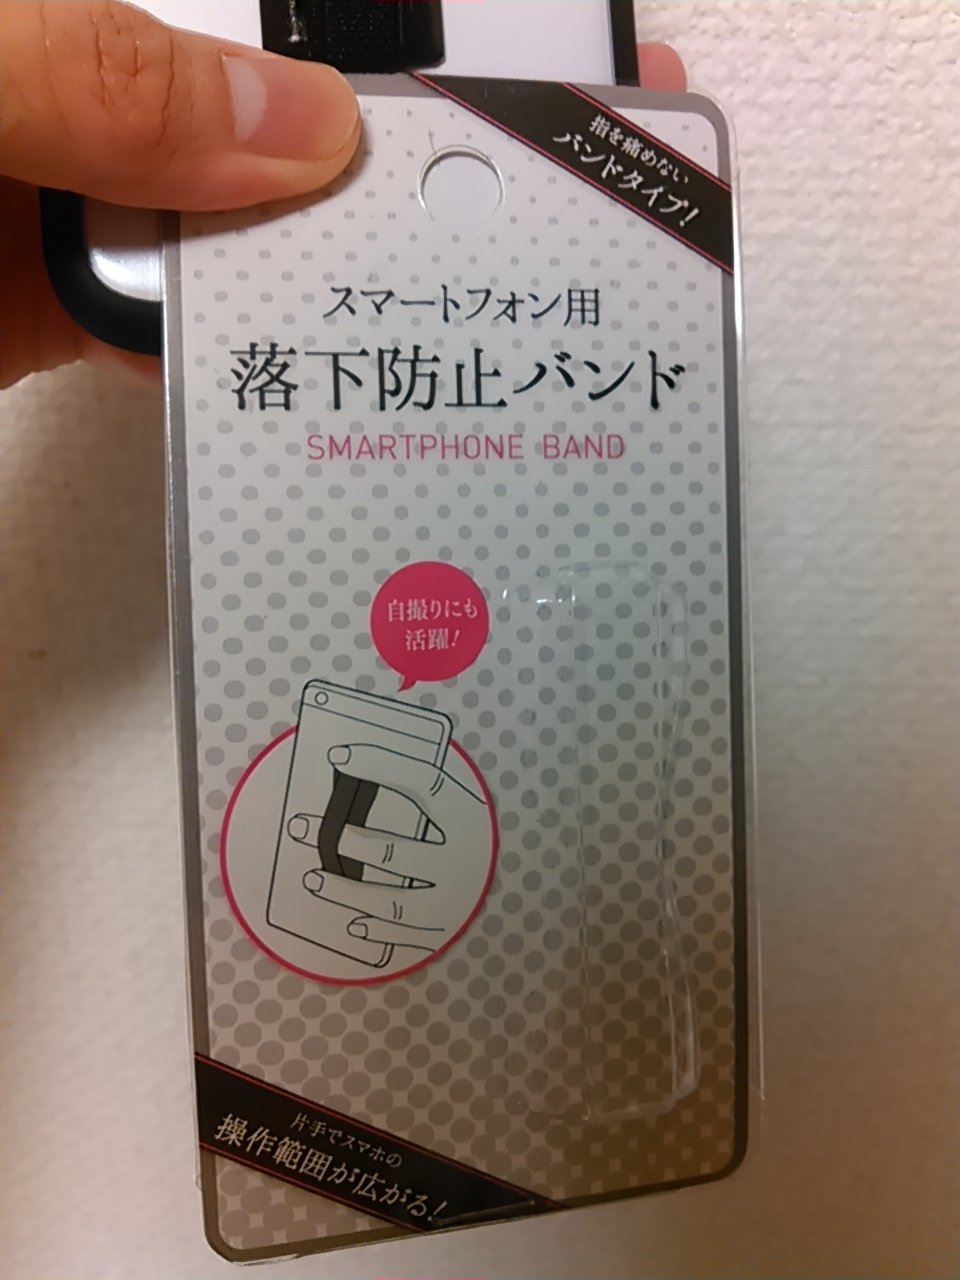 指を痛めない
バンドタイプ!
スマートフォン用
落下防止バンド
SMARTPHONE BAND
自撮りにも
活躍!
片手でスマホの
操作範囲が広がる!